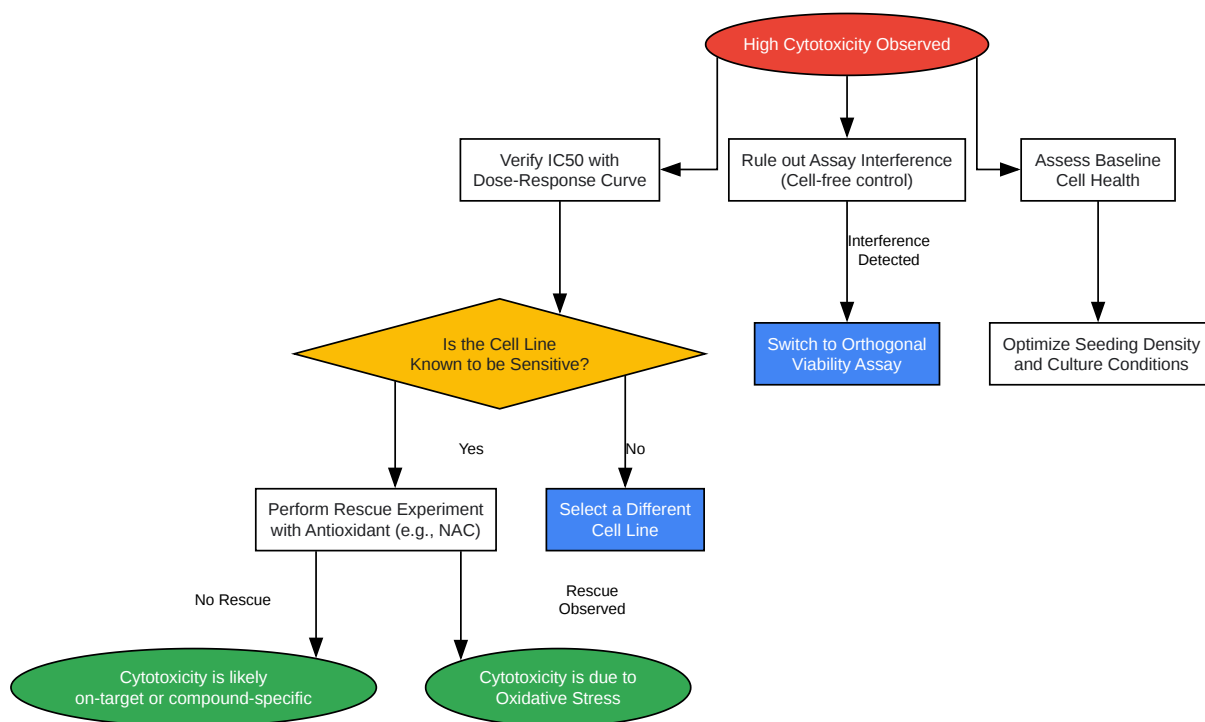 High Cytotoxicity Observed
Verify IC50 with
Dose-Response Curve
Rule out Assay Interference
(Cell-free control)
Assess Baseline
Cell Health
Interference
Detected
Is the Cell Line
Known to be Sensitive?
Switch to Orthogonal
Viability Assay
Optimize Seeding Density
and Culture Conditions
Yes
No
Perform Rescue Experiment
with Antioxidant (e.g., NAC)
Select a Different
Cell Line
No Rescue
Rescue
Observed
Cytotoxicity is likely
on-target or compound-specific
Cytotoxicity is due to
Oxidative Stress